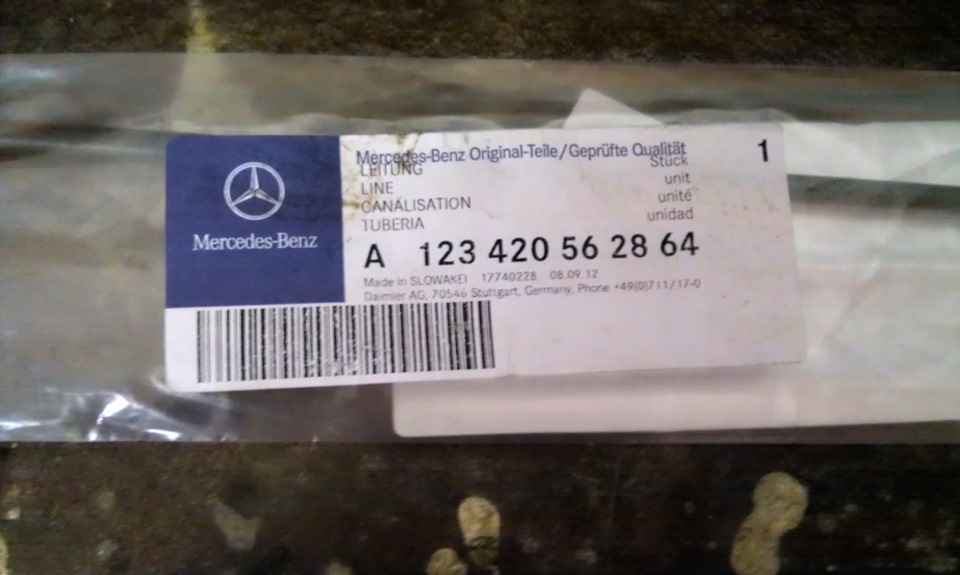 Mercedes-Benz
Mercedes-Benz Original-Teile/Geprüfte Qualität 1
LEITUNG Stück
LINE unit
CANALISATION unité
TUBERIA unidad
A 123 420 56 28 64
Made in SLOWAKEI 17740228 08.09.12
Daimler AG, 70546 Stuttgart, Germany, Phone +49(0)711/17-0